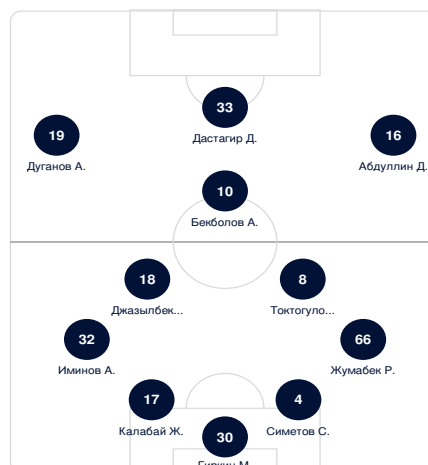 33
19
16
Дастагир Д.
Дуганов А.
Абдуллин Д.
10
Бекболов А.
18
8
Джазылбек...
Токтогуло...
32
66
Иминов А.
Жумабек Р.
17
4
Калабай Ж.
Симетов С.
30